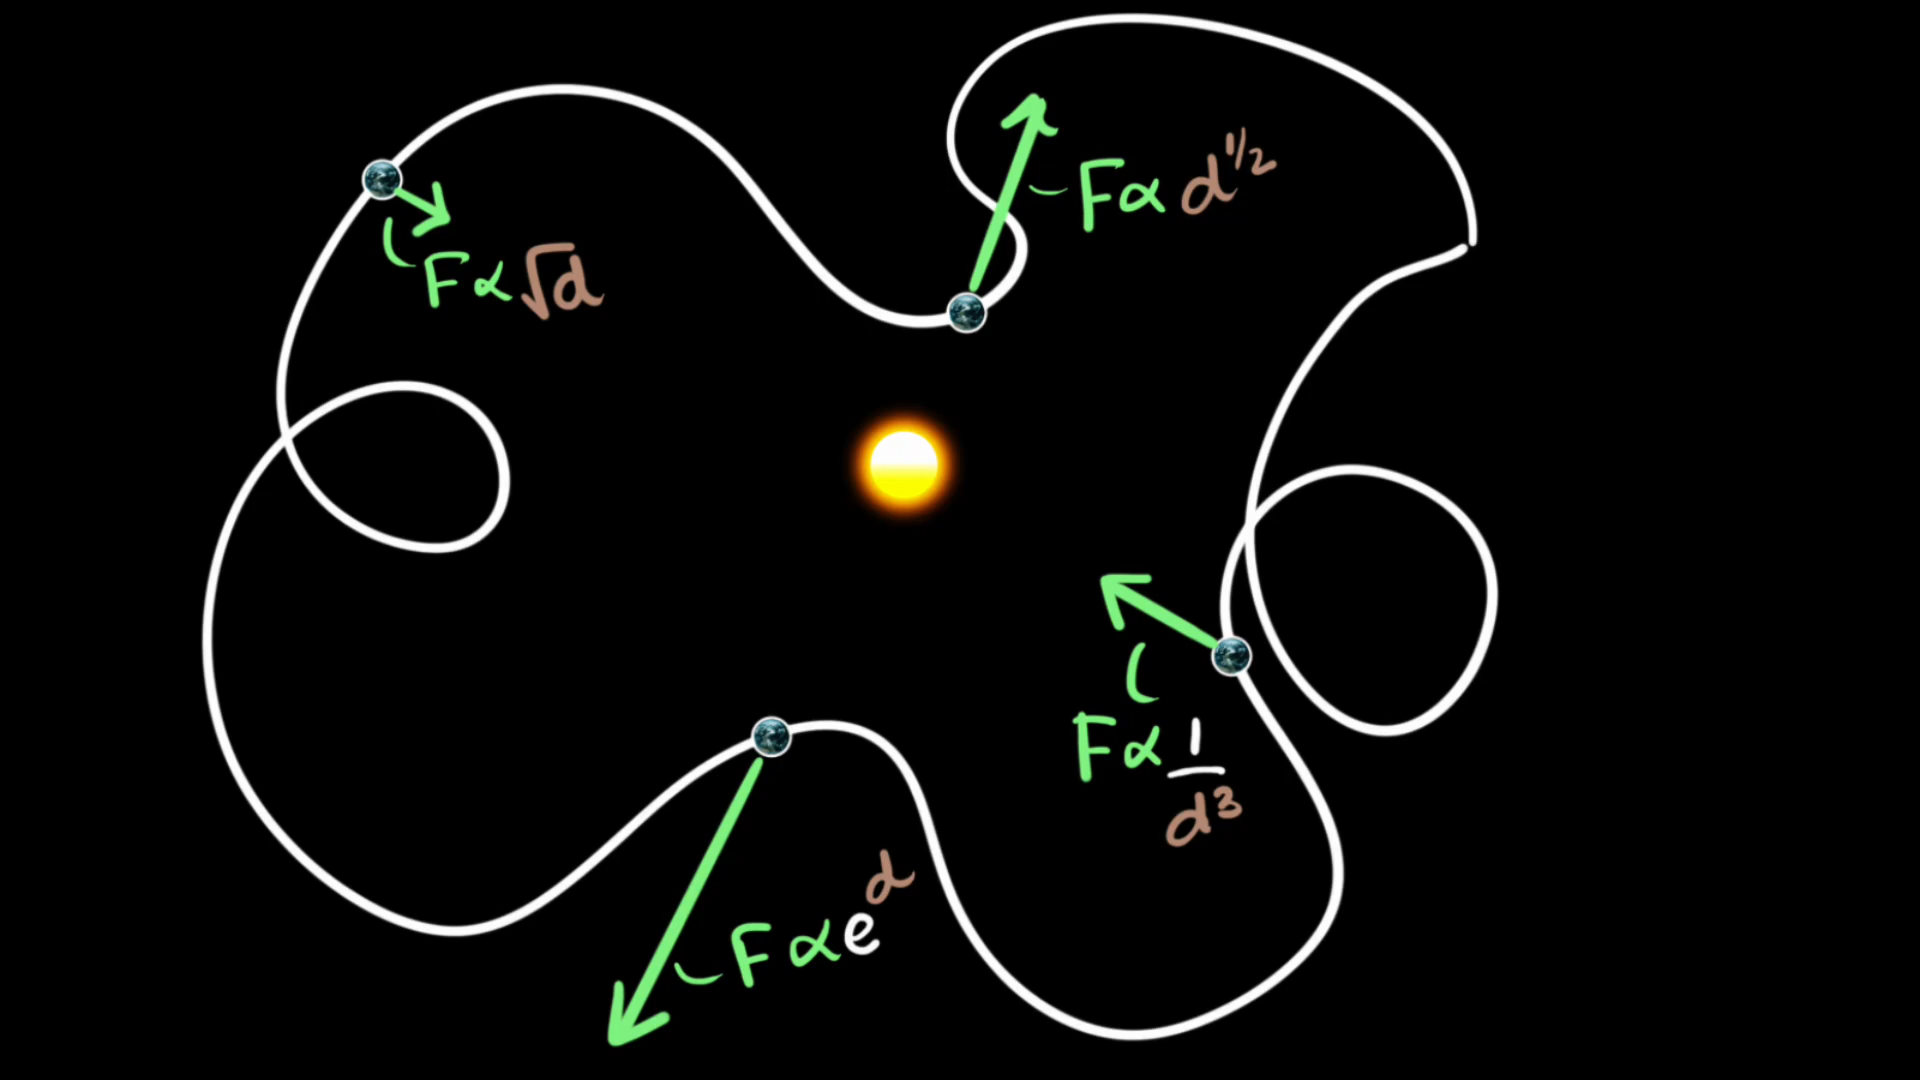 F ∝ d^1/2
F ∝ √d
F ∝ 1/d³
F ∝ e^d